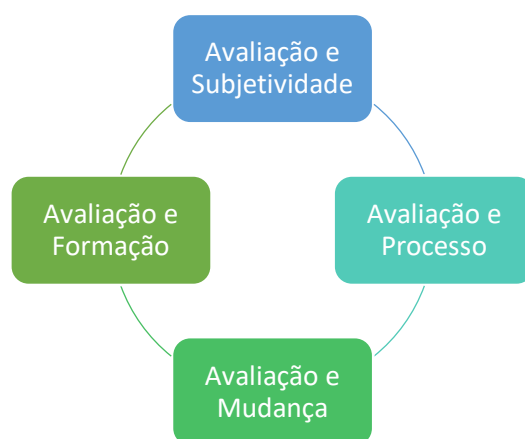 Avaliação e
Subjetividade
Avaliação e
Formação
Avaliação e
Processo
Avaliação e
Mudança